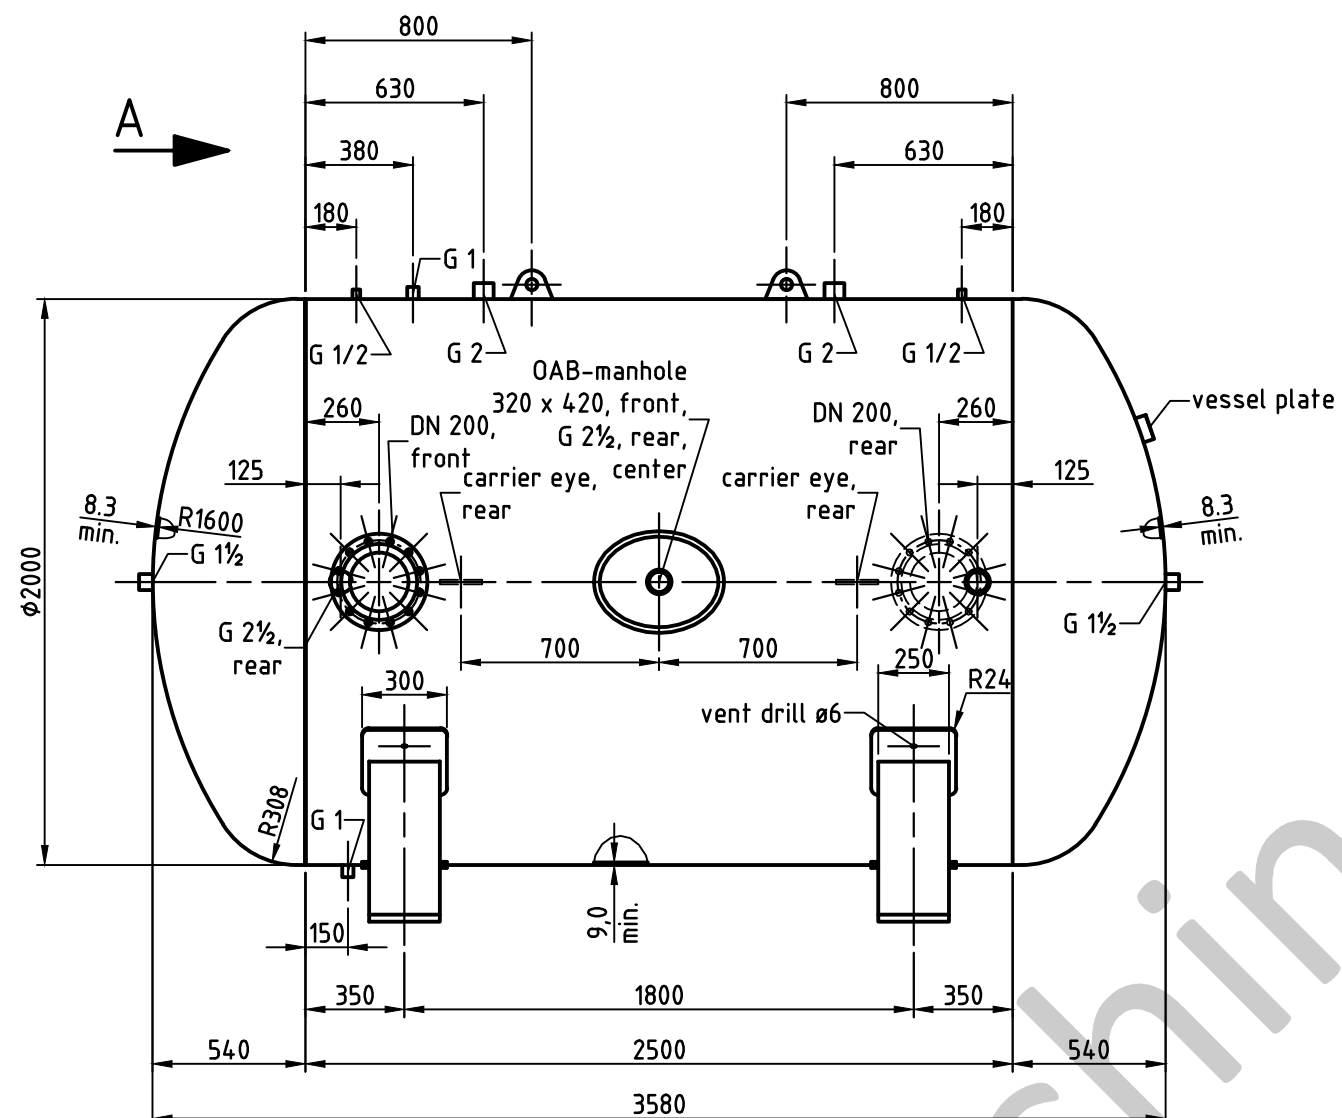 800
630
800
A
380
630
180
180
G 1
G 1/2
G 2
G 2
G 1/2
OAB-manhole
320 x 420, front,
G 2½, rear,
center
260
DN 200,
front
DN 200,
rear
260
vessel plate
125
carrier eye,
rear
carrier eye,
rear
125
8.3
min.
R1600
8.3
min.
G 1½
ϕ2000
G 2½,
rear
G 1½
700
700
300
250
R24
vent drill ø6
R308
G 1
9,0
min.
150
350
1800
350
540
2500
540
3580